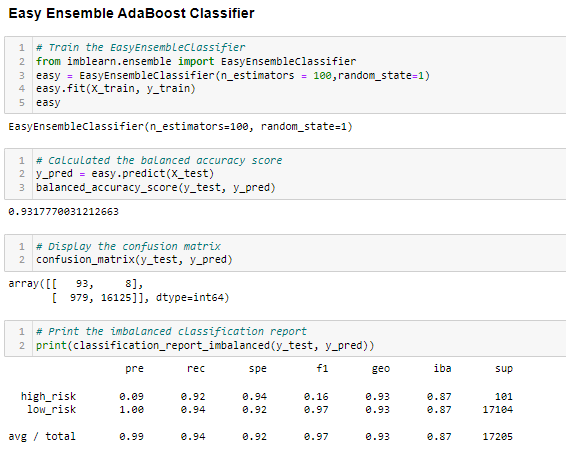 Easy Ensemble AdaBoost Classifier
1 # Train the EasyEnsembleClassifier
2 from imblearn.ensemble import EasyEnsembleClassifier
3 easy = EasyEnsembleClassifier(n_estimators = 100,random_state=1)
4 easy.fit(X_train, y_train)
5 easy
EasyEnsembleClassifier(n_estimators=100, random_state=1)
1 # Calculated the balanced accuracy score
2 y_pred = easy.predict(X_test)
3 balanced_accuracy_score(y_test, y_pred)
0.9317770031212663
1 # Display the confusion matrix
2 confusion_matrix(y_test, y_pred)
array([[   93,     8],
       [  979, 16125]], dtype=int64)
1 # Print the imbalanced classification report
2 print(classification_report_imbalanced(y_test, y_pred))
pre rec spe f1 geo iba sup
high_risk 0.09 0.92 0.94 0.16 0.93 0.87 101
low_risk 1.00 0.94 0.92 0.97 0.93 0.87 17104
avg / total 0.99 0.94 0.92 0.97 0.93 0.87 17205